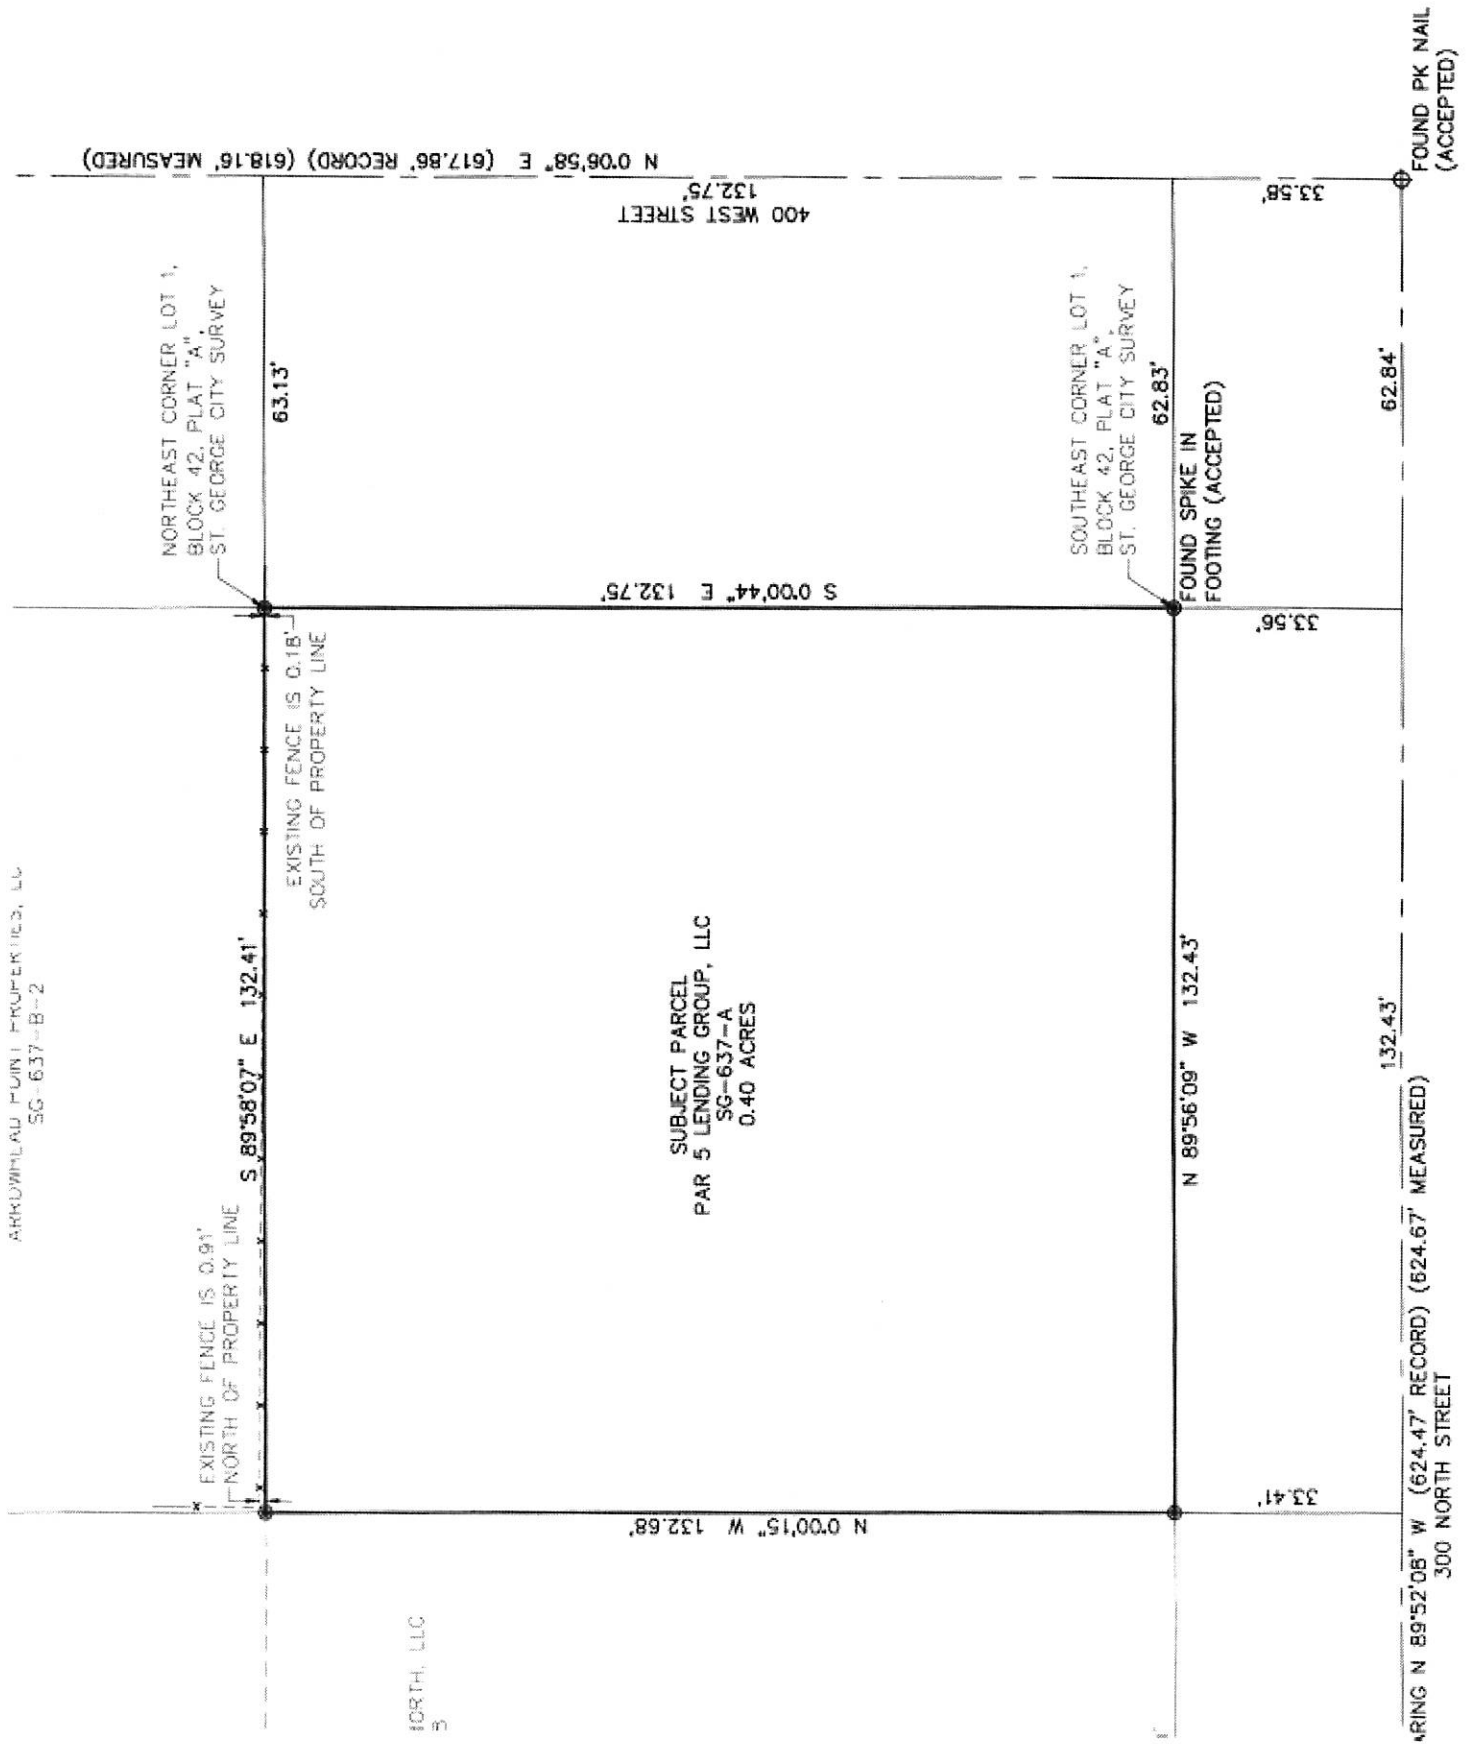 SG-637-B-2
NORTHEAST CORNER LOT 1,
BLOCK 42, PLAT "A",
ST. GEORGE CITY SURVEY
EXISTING FENCE IS 0.91'
NORTH OF PROPERTY LINE
S 89°58'07" E 132.41'
63.13'
EXISTING FENCE IS 0.18'
SOUTH OF PROPERTY LINE
N 0°06'58" E (617.86' RECORD) (618.16' MEASURED)
132.75'
400 WEST STREET
N 0°00'15" W 132.68'
SUBJECT PARCEL
PAR 5 LENDING GROUP, LLC
SG-637-A
0.40 ACRES
S 0°00'44" E 132.75'
LLC
SOUTHEAST CORNER LOT 1,
BLOCK 42, PLAT "A",
ST. GEORGE CITY SURVEY
N 89°56'09" W 132.43'
62.83'
FOUND SPIKE IN
FOOTING (ACCEPTED)
33.41'
33.56'
33.58'
132.43'
62.84'
N 89°52'08" W (624.47' RECORD) (624.67' MEASURED)
300 NORTH STREET
FOUND PK NAIL
(ACCEPTED)